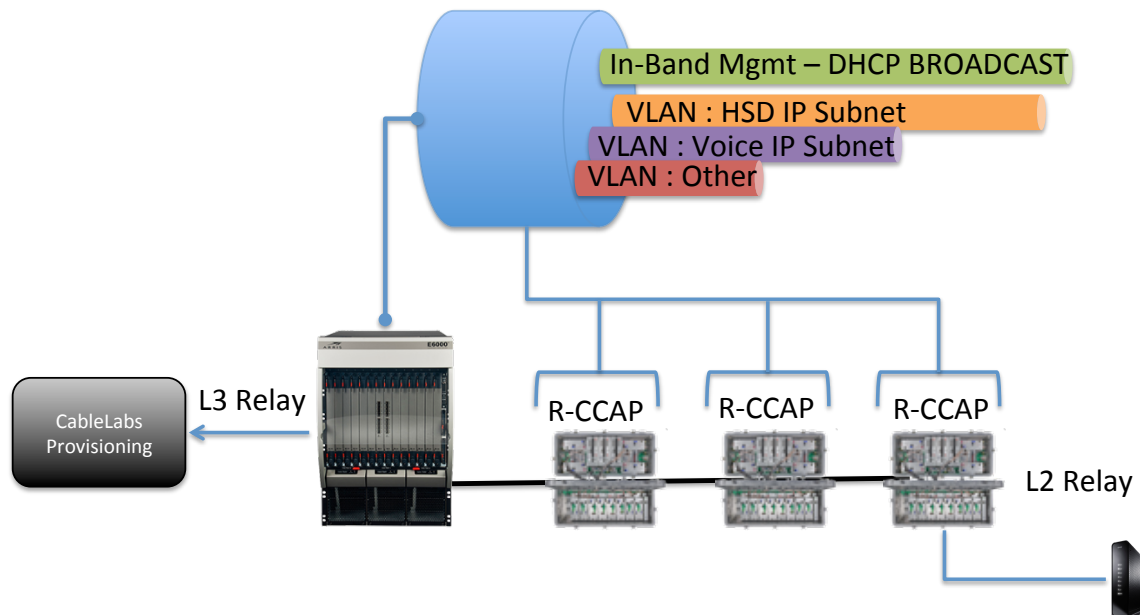 In-Band Mgmt – DHCP BROADCAST
VLAN : HSD IP Subnet
VLAN : Voice IP Subnet
VLAN : Other
ARRIS
E6000
L3 Relay
CableLabs
Provisioning
R-CCAP
R-CCAP
R-CCAP
L2 Relay